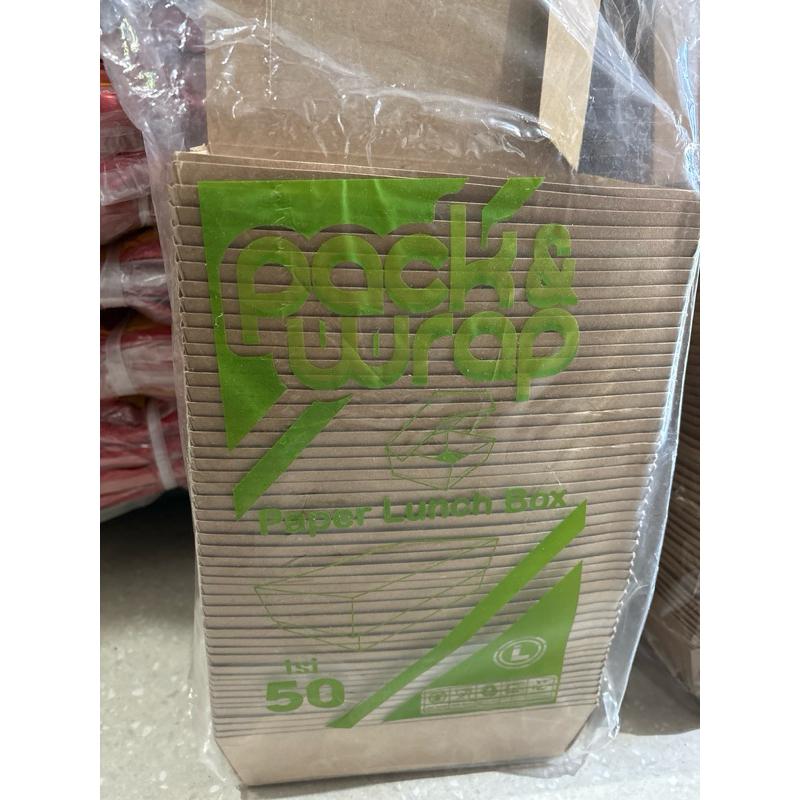 pack &
wrap
Paper Lunch Box
isi
50
L